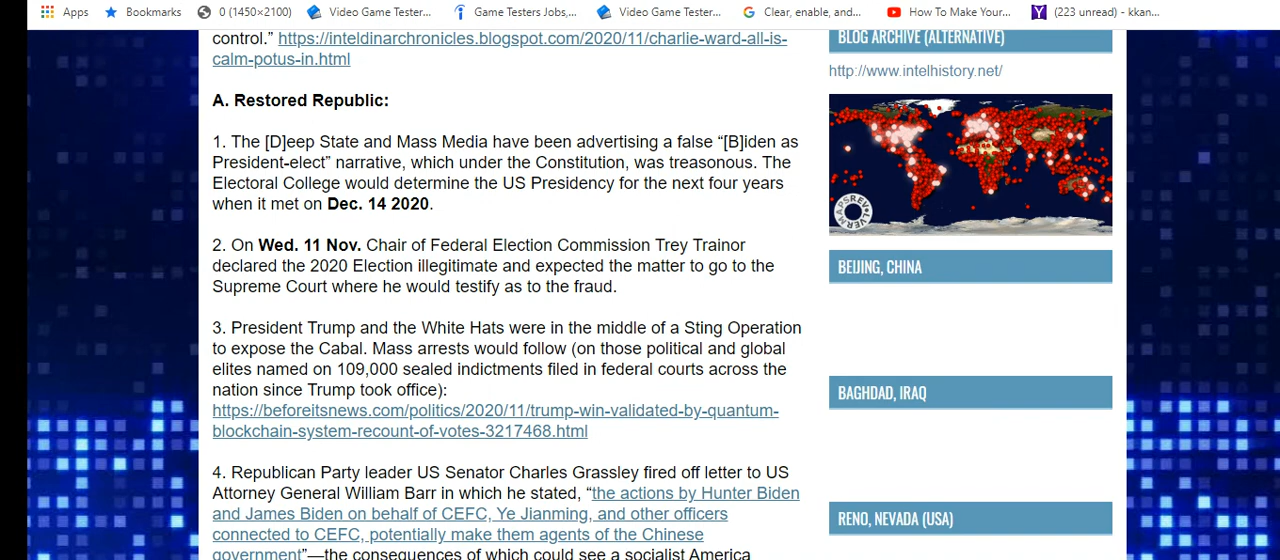 Apps
Bookmarks
0 (1450×2100)
Video Game Tester...
Game Testers Jobs,...
Video Game Tester...
Clear, enable, and...
How To Make Your...
(223 unread) - kkan...
control.” https://inteldinarchronicles.blogspot.com/2020/11/charlie-ward-all-is-
calm-potus-in.html
A. Restored Republic:
1. The [D]eep State and Mass Media have been advertising a false “[B]iden as
President-elect” narrative, which under the Constitution, was treasonous. The
Electoral College would determine the US Presidency for the next four years
when it met on Dec. 14 2020.
2. On Wed. 11 Nov. Chair of Federal Election Commission Trey Trainor
declared the 2020 Election illegitimate and expected the matter to go to the
Supreme Court where he would testify as to the fraud.
3. President Trump and the White Hats were in the middle of a Sting Operation
to expose the Cabal. Mass arrests would follow (on those political and global
elites named on 109,000 sealed indictments filed in federal courts across the
nation since Trump took office):
https://beforeitsnews.com/politics/2020/11/trump-win-validated-by-quantum-
blockchain-system-recount-of-votes-3217468.html
4. Republican Party leader US Senator Charles Grassley fired off letter to US
Attorney General William Barr in which he stated, “the actions by Hunter Biden
and James Biden on behalf of CEFC, Ye Jianming, and other officers
connected to CEFC, potentially make them agents of the Chinese
government”—the consequences of which could see a socialist America
BLOG ARCHIVE (ALTERNATIVE)
http://www.intelhistory.net/
REVOLVERMAPS
BEIJING, CHINA
BAGHDAD, IRAQ
RENO, NEVADA (USA)